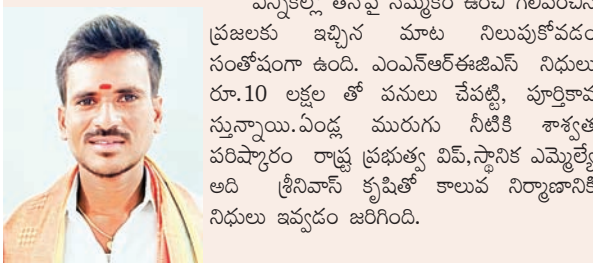 ఎన్నికల్లో తనపై నమ్మకం ఉంచి గెలిపించిన
ప్రజలకు ఇచ్చిన మాట నిలుపుకోవడం
సంతోషంగా ఉంది. ఎంఎన్ఆర్ఈజిఎస్ నిధులు
రూ.10 లక్షల తో పనులు చేపట్టి, పూర్తికావ
స్తున్నాయి.ఏండ్ల మురుగు నీటికి శాశ్వత
పరిష్కారం రాష్ట్ర ప్రభుత్వ విప్,స్థానిక ఎమ్మెల్యే
అది శ్రీనివాస్ కృషితో కాలువ నిర్మాణానికి
నిధులు ఇవ్వడం జరిగింది.